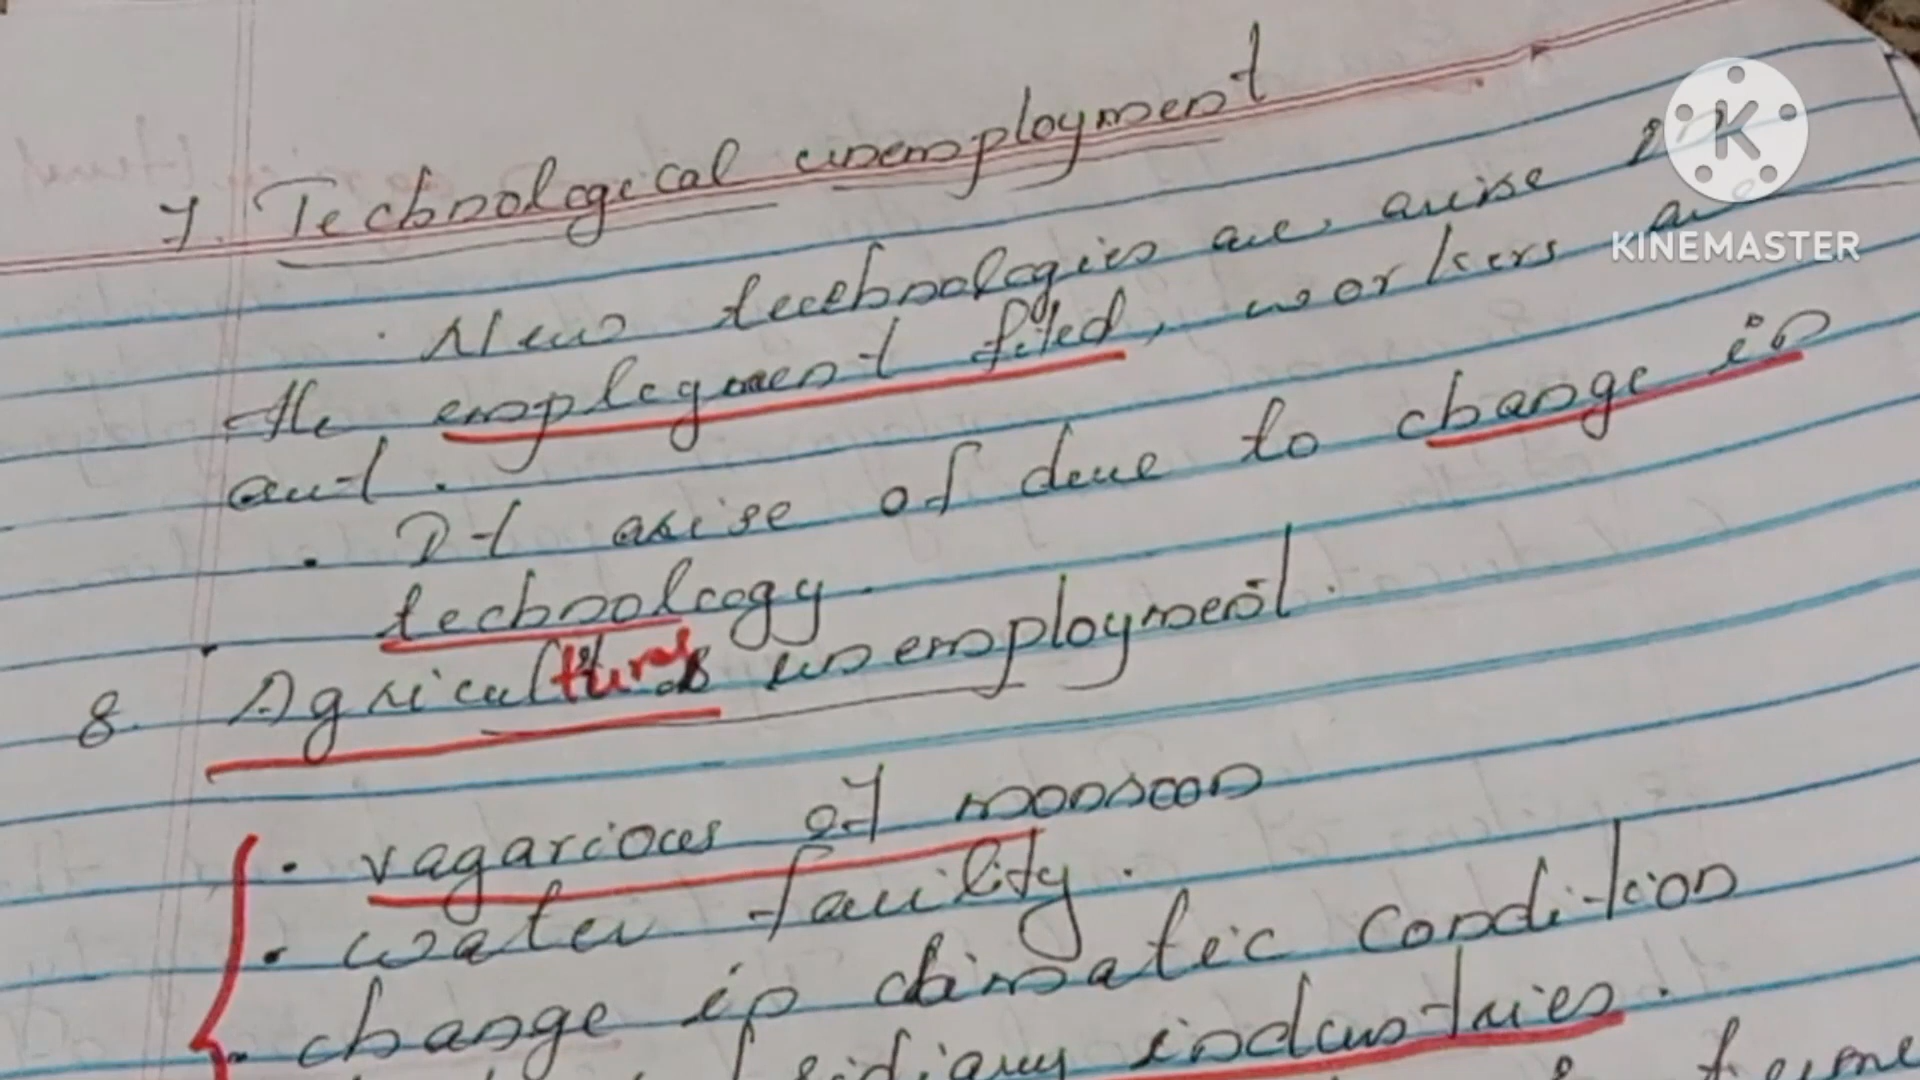 7. Technological unemployment
K
KINEMASTER
. New technologies are arise in
the employment filed, workers are
out.
. It arise of due to change in
technology.
8. Agricultural unemployment.
. vagarious of monsoon
. water facility.
. change in climatic condition
industries.